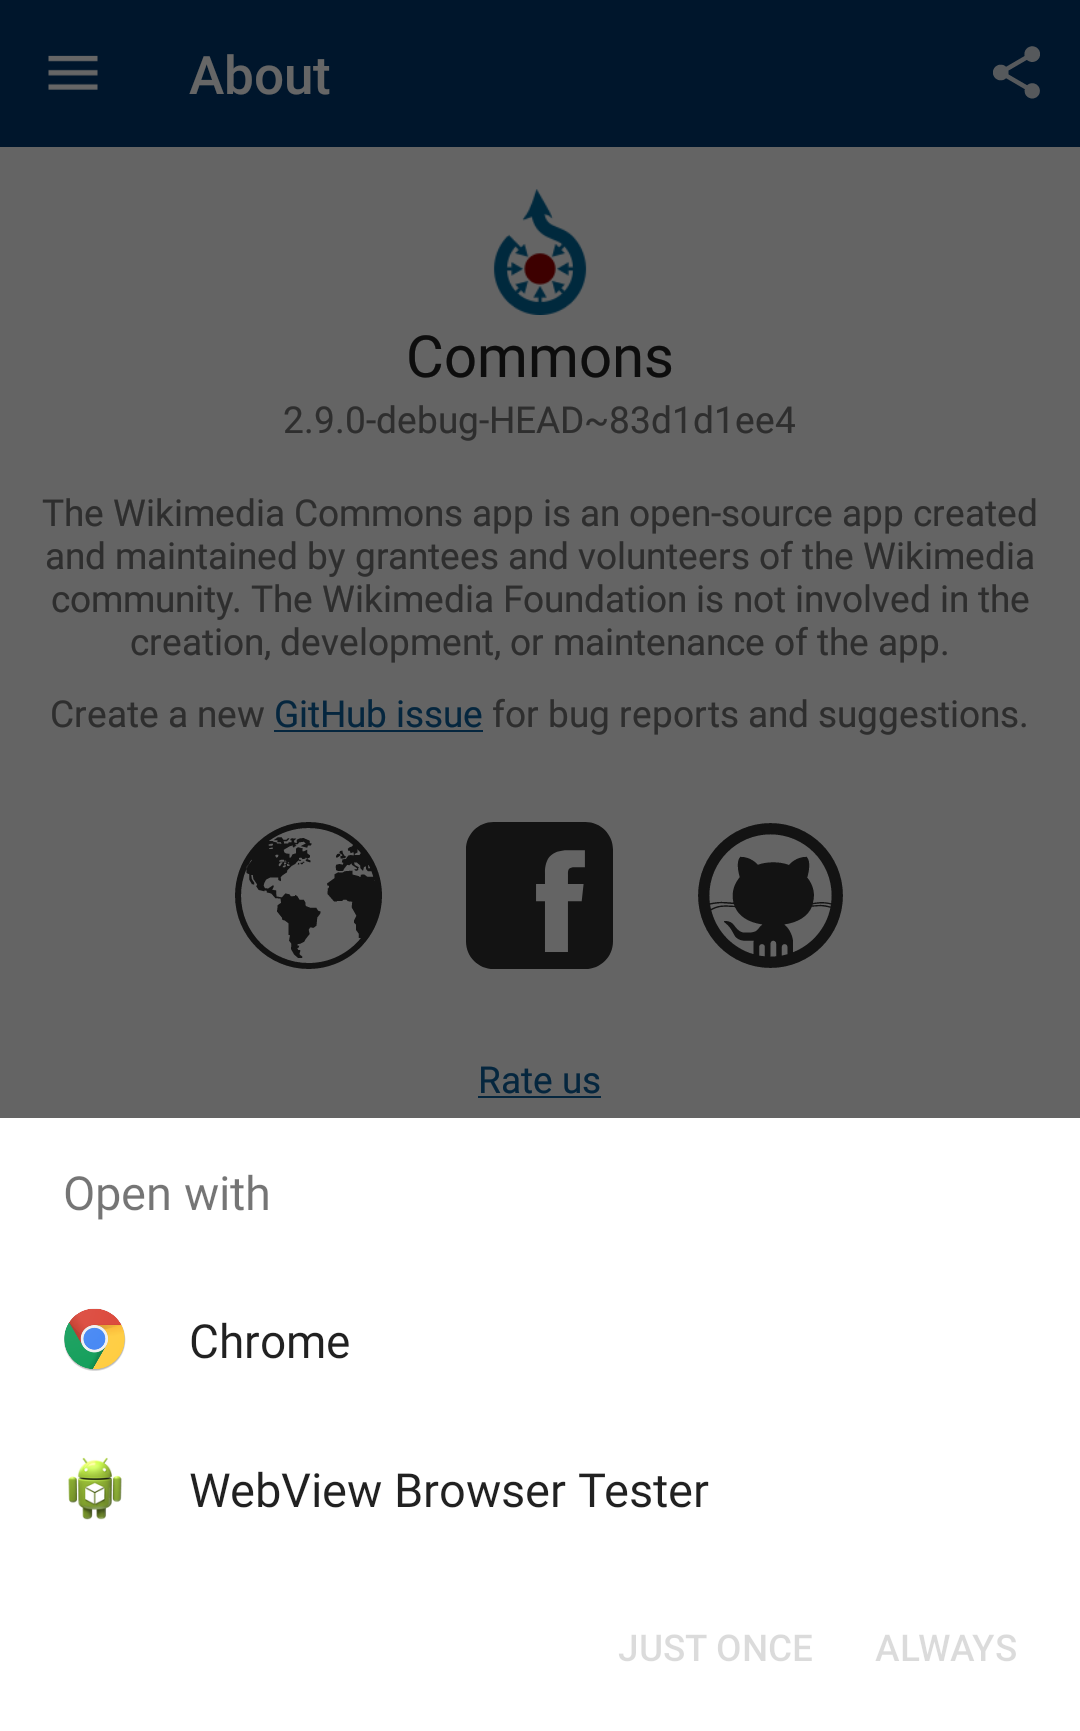 About
Commons
2.9.0-debug-HEAD~83d1d1ee4
The Wikimedia Commons app is an open-source app created
and maintained by grantees and volunteers of the Wikimedia
community. The Wikimedia Foundation is not involved in the
creation, development, or maintenance of the app.
Create a new GitHub issue for bug reports and suggestions.
Rate us
Open with
Chrome
WebView Browser Tester
JUST ONCE ALWAYS